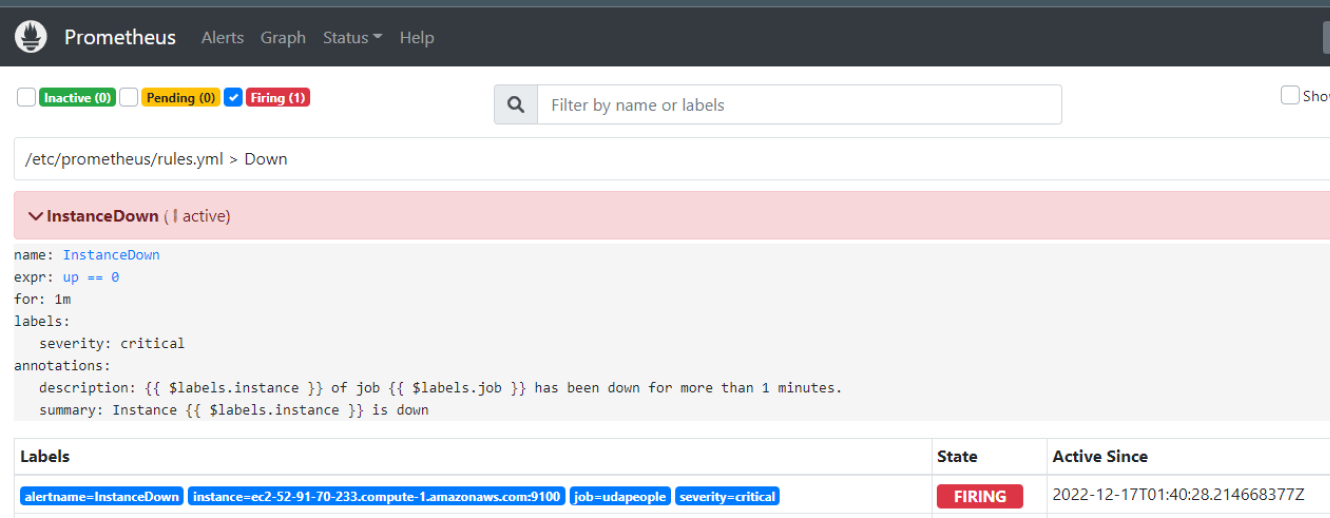 Prometheus Alerts Graph Status Help
Inactive (0) Pending (0) Firing (1)
Filter by name or labels
/etc/prometheus/rules.yml > Down
InstanceDown ( active)
name: InstanceDown
expr: up == 0
for: 1m
labels:
severity: critical
annotations:
description: {{ $labels.instance }} of job {{ $labels.job }} has been down for more than 1 minutes.
summary: Instance {{ $labels.instance }} is down
Labels State Active Since
alertname=InstanceDown instance=ec2-52-91-70-233.compute-1.amazonaws.com:9100 job=udapeople severity=critical FIRING 2022-12-17T01:40:28.214668377Z